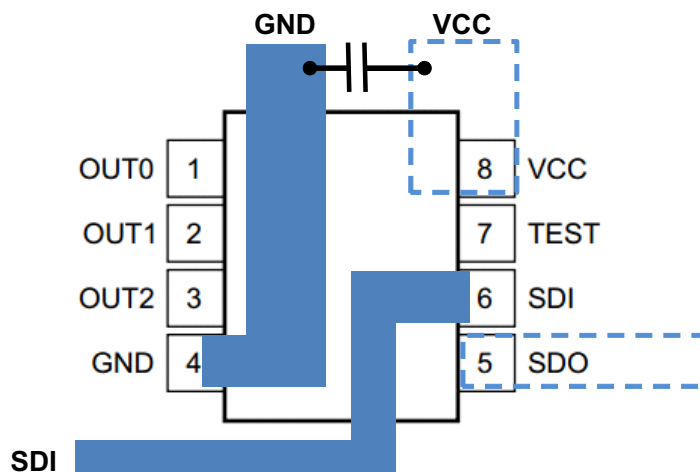 GND VCC
OUT0 1 8 VCC
OUT1 2 7 TEST
OUT2 3 6 SDI
GND 4 5 SDO
SDI